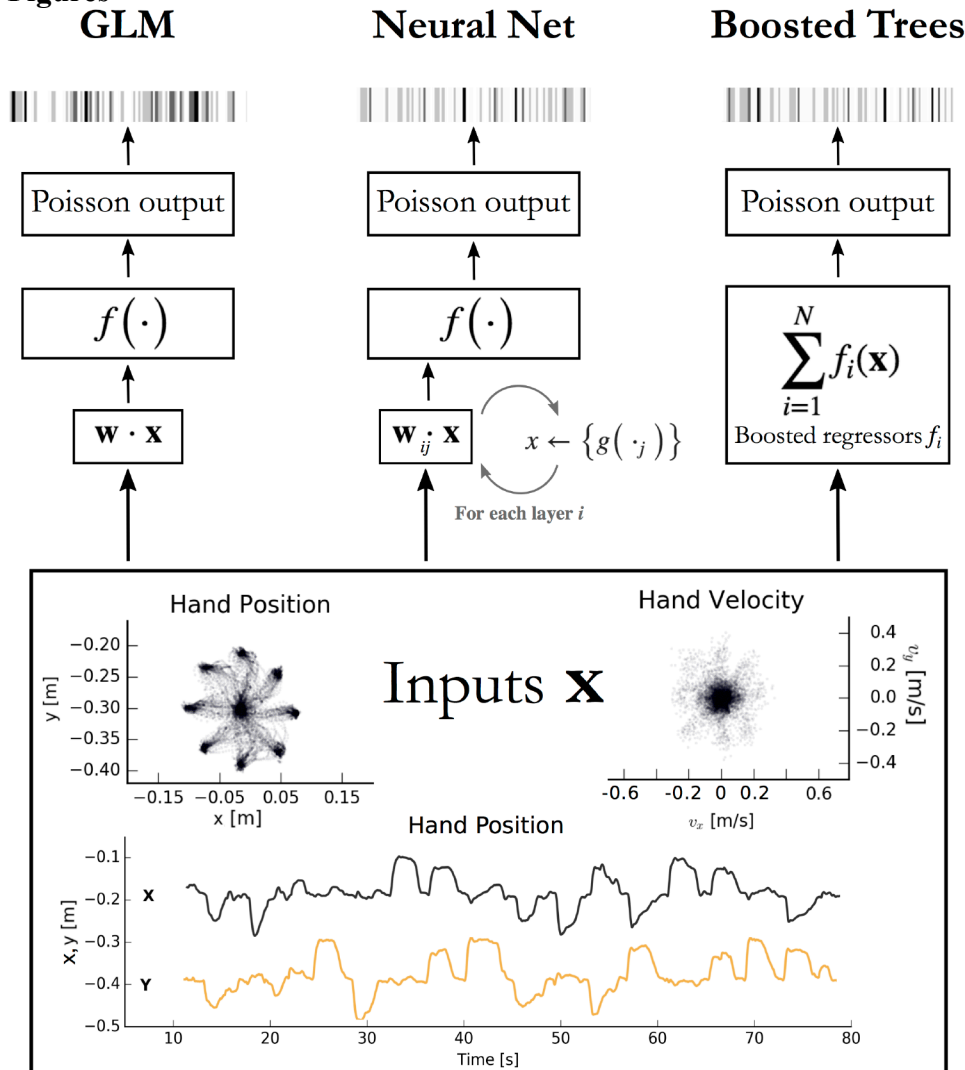 Figures
GLM
Neural Net
Boosted Trees
Poisson output
Poisson output
Poisson output
f(·)
f(·)
w · x
w_ij · x
x ← {g(·_j)}
For each layer i
N
∑ f_i(x)
i=1
Boosted regressors f_i
Hand Position
y [m]
−0.20
−0.25
−0.30
−0.35
−0.40
−0.15 −0.05 0.05 0.15
x [m]
Inputs x
Hand Velocity
0.4
0.2
0.0
−0.2
−0.4
v_y [m/s]
-0.6 -0.2 0 0.2 0.6
v_x [m/s]
Hand Position
x, y [m]
−0.1
−0.2
−0.3
−0.4
−0.5
X
Y
10 20 30 40 50 60 70 80
Time [s]